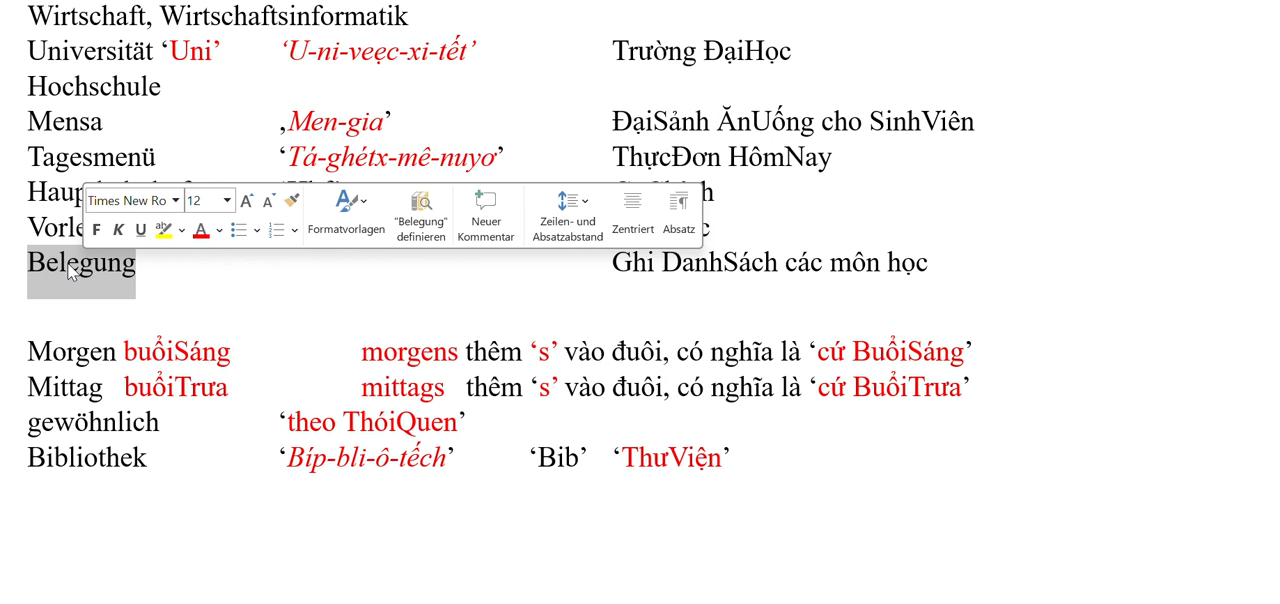 Wirtschaft, Wirtschaftsinformatik
Universität ‘Uni’ ‘U-ni-veẹc-xi-tết’ Trường ĐạiHọc
Hochschule
Mensa ‚Men-gia’ ĐạiSảnh ĂnUống cho SinhViên
Tagesmenü ‘Tá-ghétx-mê-nuyơ’ ThựcĐơn HômNay
Times New Ro 12
F K U A Formatvorlagen "Belegung" definieren Neuer Kommentar Zeilen- und Absatzabstand Zentriert Absatz
Belegung Ghi DanhSách các môn học
Morgen buổiSáng morgens thêm ‘s’ vào đuôi, có nghĩa là ‘cứ BuổiSáng’
Mittag buổiTrưa mittags thêm ‘s’ vào đuôi, có nghĩa là ‘cứ BuổiTrưa’
gewöhnlich ‘theo ThóiQuen’
Bibliothek ‘Bíp-bli-ô-tếch’ ‘Bib’ ‘ThưViện’